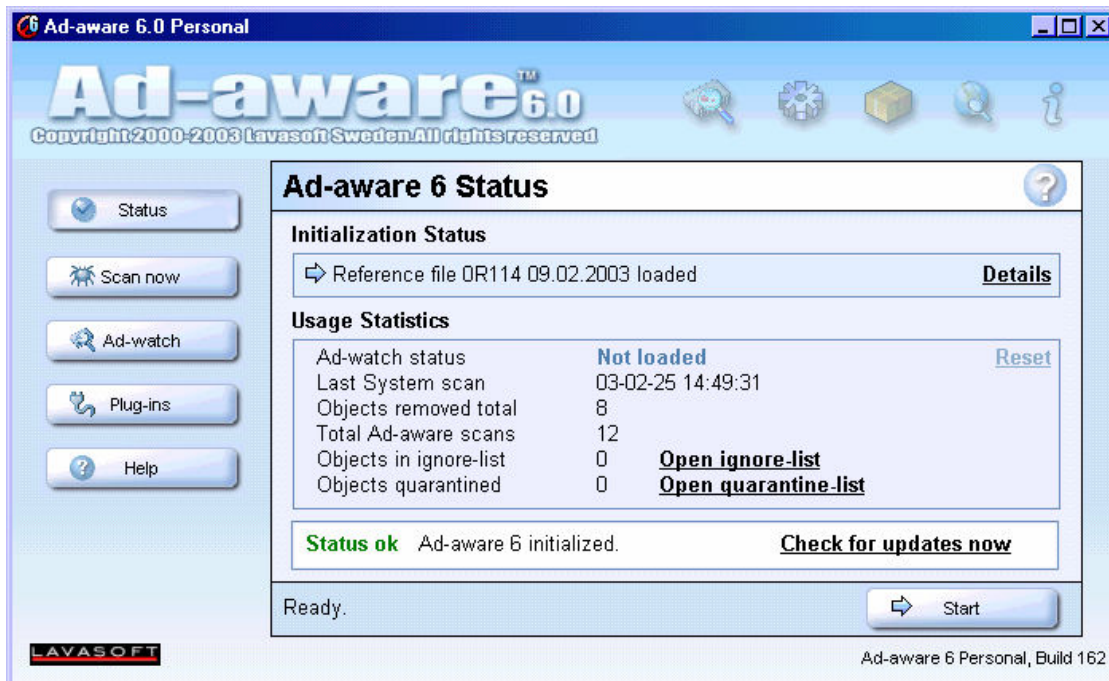 Ad-aware 6.0 Personal
Ad-aware 6.0 ™
Copyright 2000-2003 Lavasoft Sweden. All rights reserved
Status
Scan now
Ad-watch
Plug-ins
Help
Ad-aware 6 Status
Initialization Status
Reference file 0R114 09.02.2003 loaded Details
Usage Statistics
Ad-watch status Not loaded Reset
Last System scan 03-02-25 14:49:31
Objects removed total 8
Total Ad-aware scans 12
Objects in ignore-list 0 Open ignore-list
Objects quarantined 0 Open quarantine-list
Status ok Ad-aware 6 initialized. Check for updates now
Ready. Start
LAVASOFT
Ad-aware 6 Personal, Build 162